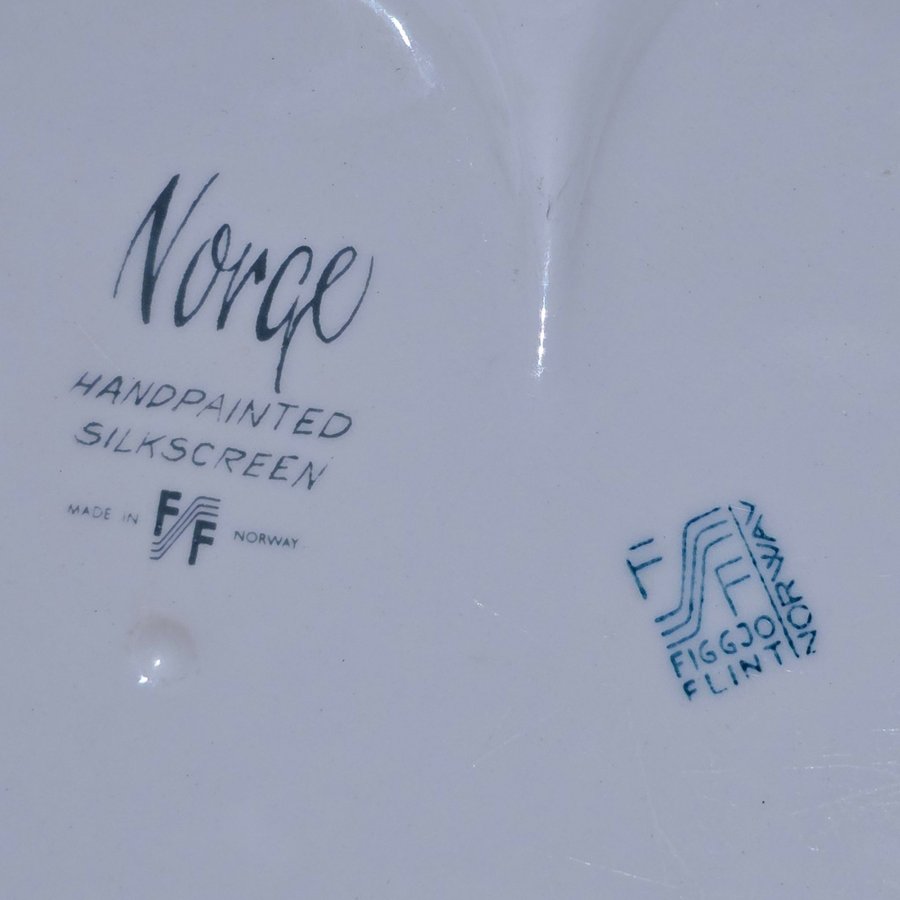 Norge
HANDPAINTED
SILKSCREEN
MADE IN FF NORWAY
FF
FIGGJO
FLINT
NORWAY